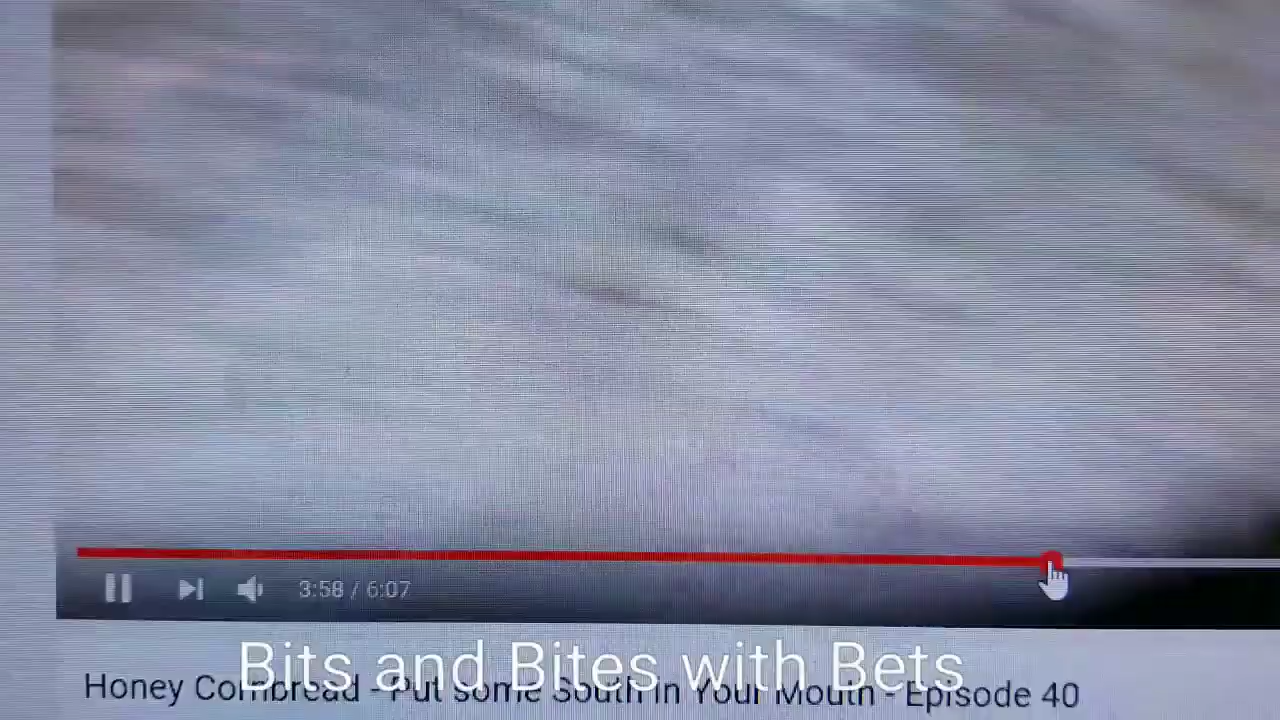 3:58 / 6:07
Bits and Bites with Bets
Honey Cornbread - Put some South in Your Mouth - Episode 40